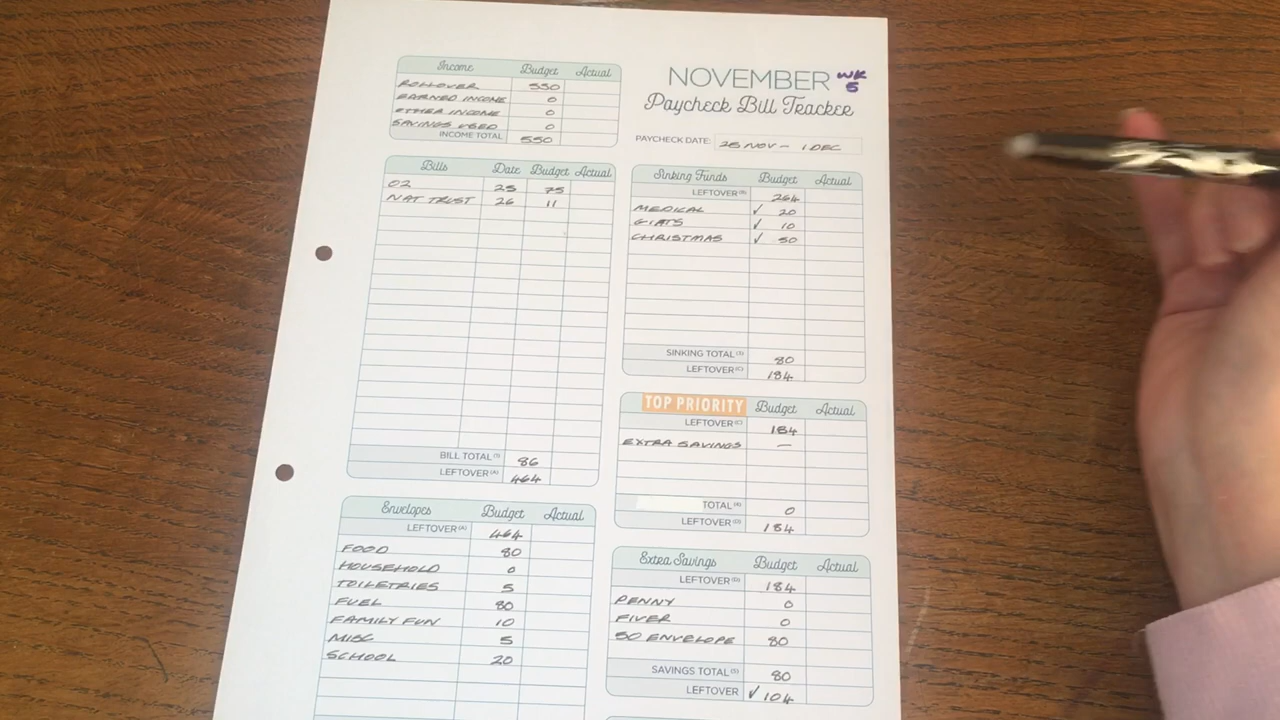 Income Budget Actual
ROLLOVER 550
EARNED INCOME 0
OTHER INCOME 0
SAVINGS USED 0
INCOME TOTAL 550
NOVEMBER WK 5
Paycheck Bill Tracker
PAYCHECK DATE: 25 NOV - 1 DEC
Bills Date Budget Actual
O2 25 75
NAT TRUST 26 11
BILL TOTAL (1) 86
LEFTOVER (A) 464
Envelopes Budget Actual
LEFTOVER (A) 464
FOOD 80
HOUSEHOLD 0
TOILETRIES 5
FUEL 80
FAMILY FUN 10
MISC 5
SCHOOL 20
Sinking Funds Budget Actual
LEFTOVER (B) 264
MEDICAL ✓ 20
GIFTS ✓ 10
CHRISTMAS ✓ 50
SINKING TOTAL (3) 80
LEFTOVER (C) 184
TOP PRIORITY Budget Actual
LEFTOVER (C) 184
EXTRA SAVINGS —
TOTAL (4) 0
LEFTOVER (D) 184
Extra Savings Budget Actual
LEFTOVER (D) 184
PENNY 0
FIVER 0
50 ENVELOPE 80
SAVINGS TOTAL (5) 80
LEFTOVER ✓ 104